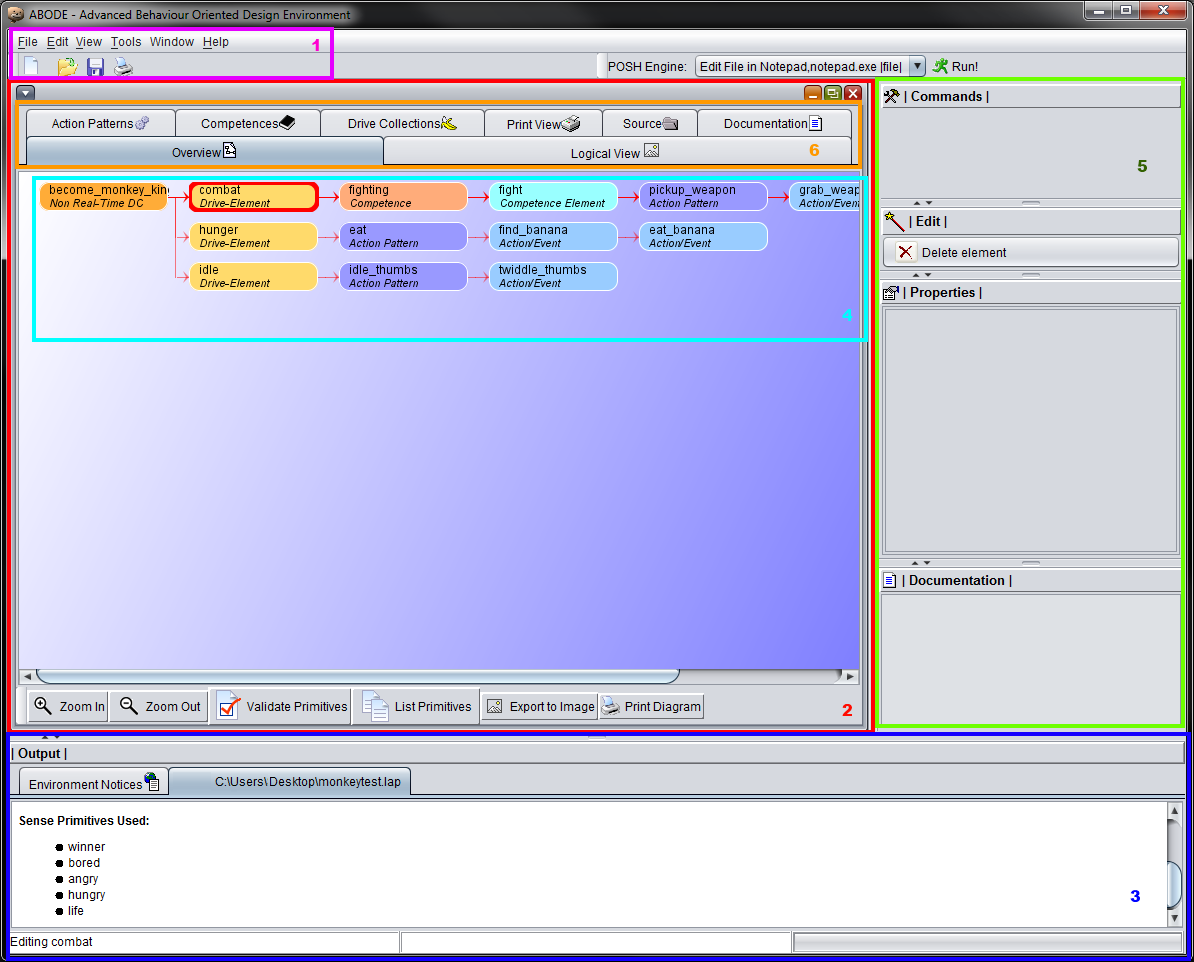 ABODE - Advanced Behaviour Oriented Design Environment
File Edit View Tools Window Help 1
POSH Engine: Edit File in Notepad,notepad.exe |file| Run!
Action Patterns Competences Drive Collections Print View Source Documentation
Overview Logical View 6
become_monkey_kin
Non Real-Time DC
combat
Drive-Element
fighting
Competence
fight
Competence Element
pickup_weapon
Action Pattern
grab_weap
Action/Event
hunger
Drive-Element
eat
Action Pattern
find_banana
Action/Event
eat_banana
Action/Event
idle
Drive-Element
idle_thumbs
Action Pattern
twiddle_thumbs
Action/Event
4
Zoom In Zoom Out Validate Primitives List Primitives Export to Image Print Diagram 2
| Commands |
5
| Edit |
Delete element
| Properties |
| Documentation |
| Output |
Environment Notices C:\Users\Desktop\monkeytest.lap
Sense Primitives Used:
winner
bored
angry
hungry
life
3
Editing combat